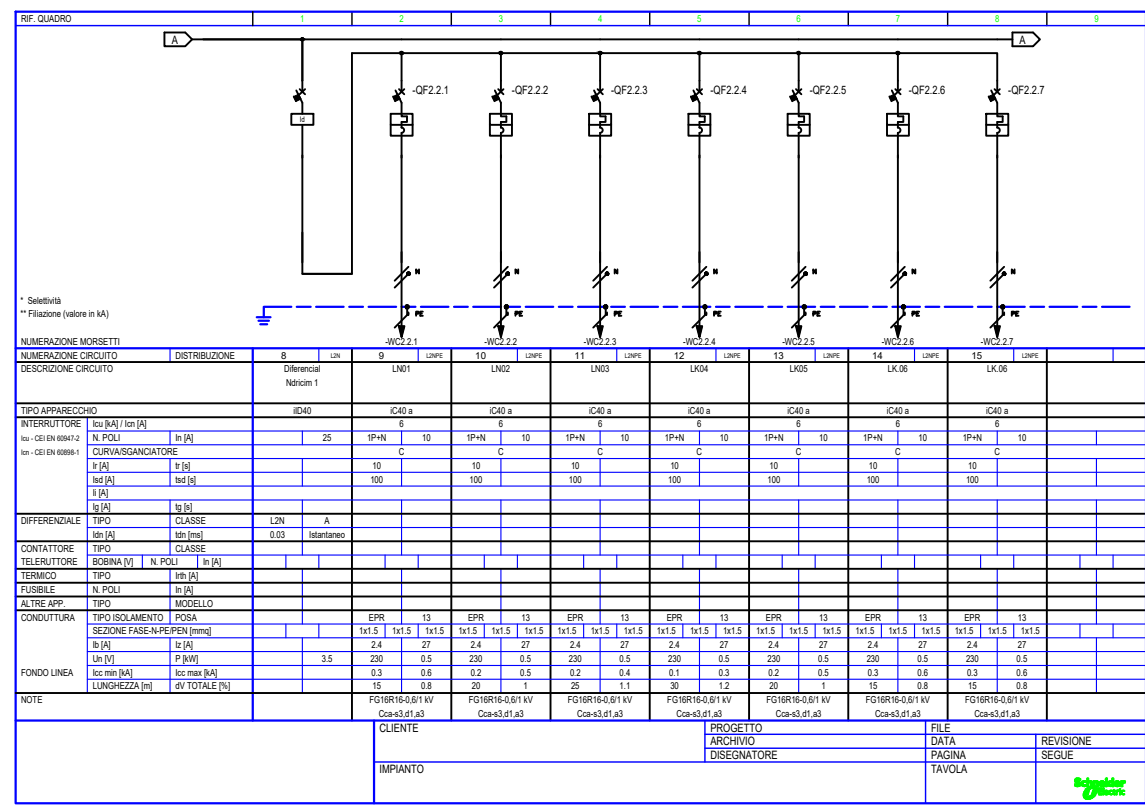 RIF. QUADRO 1 2 3 4 5 6 7 8 9
A A
-QF2.2.1 -QF2.2.2 -QF2.2.3 -QF2.2.4 -QF2.2.5 -QF2.2.6 -QF2.2.7
Id
N N N N N N N
* Selettività
** Filiazione (valore in kA)
PE PE PE PE PE PE PE
NUMERAZIONE MORSETTI -WC2.2.1 -WC2.2.2 -WC2.2.3 -WC2.2.4 -WC2.2.5 -WC2.2.6 -WC2.2.7
NUMERAZIONE CIRCUITO DISTRIBUZIONE 8 L2N 9 L2NPE 10 L2NPE 11 L2NPE 12 L2NPE 13 L2NPE 14 L2NPE 15 L2NPE
DESCRIZIONE CIRCUITO Diferencial LN01 LN02 LN03 LK04 LK05 LK.06 LK.06
Ndricim 1
TIPO APPARECCHIO iID40 iC40 a iC40 a iC40 a iC40 a iC40 a iC40 a iC40 a
INTERRUTTORE Icu [kA] / Icn [A] 6 6 6 6 6 6 6
Icu - CEI EN 60947-2 N. POLI In [A] 25 1P+N 10 1P+N 10 1P+N 10 1P+N 10 1P+N 10 1P+N 10 1P+N 10
Icn - CEI EN 60898-1 CURVA/SGANCIATORE C C C C C C C
Ir [A] tr [s] 10 10 10 10 10 10 10
Isd [A] tsd [s] 100 100 100 100 100 100 100
Ii [A]
Ig [A] tg [s]
DIFFERENZIALE TIPO CLASSE L2N A
Idn [A] tdn [ms] 0.03 Istantaneo
CONTATTORE TIPO CLASSE
TELERUTTORE BOBINA [V] N. POLI In [A]
TERMICO TIPO Irth [A]
FUSIBILE N. POLI In [A]
ALTRE APP. TIPO MODELLO
CONDUTTURA TIPO ISOLAMENTO POSA EPR 13 EPR 13 EPR 13 EPR 13 EPR 13 EPR 13 EPR 13
SEZIONE FASE-N-PE/PEN [mmq] 1x1.5 1x1.5 1x1.5 1x1.5 1x1.5 1x1.5 1x1.5 1x1.5 1x1.5 1x1.5 1x1.5 1x1.5 1x1.5 1x1.5 1x1.5 1x1.5 1x1.5 1x1.5 1x1.5 1x1.5 1x1.5
Ib [A] Iz [A] 2.4 27 2.4 27 2.4 27 2.4 27 2.4 27 2.4 27 2.4 27
Un [V] P [kW] 3.5 230 0.5 230 0.5 230 0.5 230 0.5 230 0.5 230 0.5 230 0.5
FONDO LINEA Icc min [kA] Icc max [kA] 0.3 0.6 0.2 0.5 0.2 0.4 0.1 0.3 0.2 0.5 0.3 0.6 0.3 0.6
LUNGHEZZA [m] dV TOTALE [%] 15 0.8 20 1 25 1.1 30 1.2 20 1 15 0.8 15 0.8
NOTE FG16R16-0,6/1 kV FG16R16-0,6/1 kV FG16R16-0,6/1 kV FG16R16-0,6/1 kV FG16R16-0,6/1 kV FG16R16-0,6/1 kV FG16R16-0,6/1 kV
Cca-s3,d1,a3 Cca-s3,d1,a3 Cca-s3,d1,a3 Cca-s3,d1,a3 Cca-s3,d1,a3 Cca-s3,d1,a3 Cca-s3,d1,a3
CLIENTE PROGETTO FILE
ARCHIVIO DATA REVISIONE
DISEGNATORE PAGINA SEGUE
IMPIANTO TAVOLA
Schneider
Electric